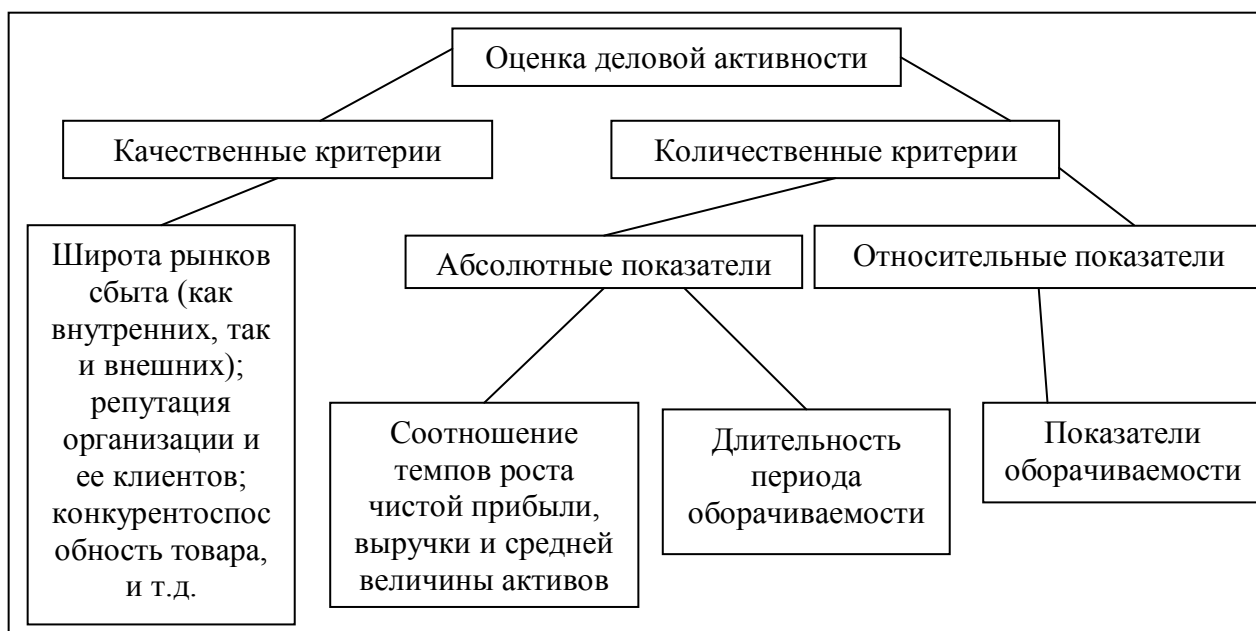 Оценка деловой активности
Качественные критерии
Количественные критерии
Широта рынков
сбыта (как
внутренних, так
и внешних);
репутация
организации и
ее клиентов;
конкурентоспос
обность товара,
и т.д.
Абсолютные показатели
Относительные показатели
Соотношение
темпов роста
чистой прибыли,
выручки и средней
величины активов
Длительность
периода
оборачиваемости
Показатели
оборачиваемости